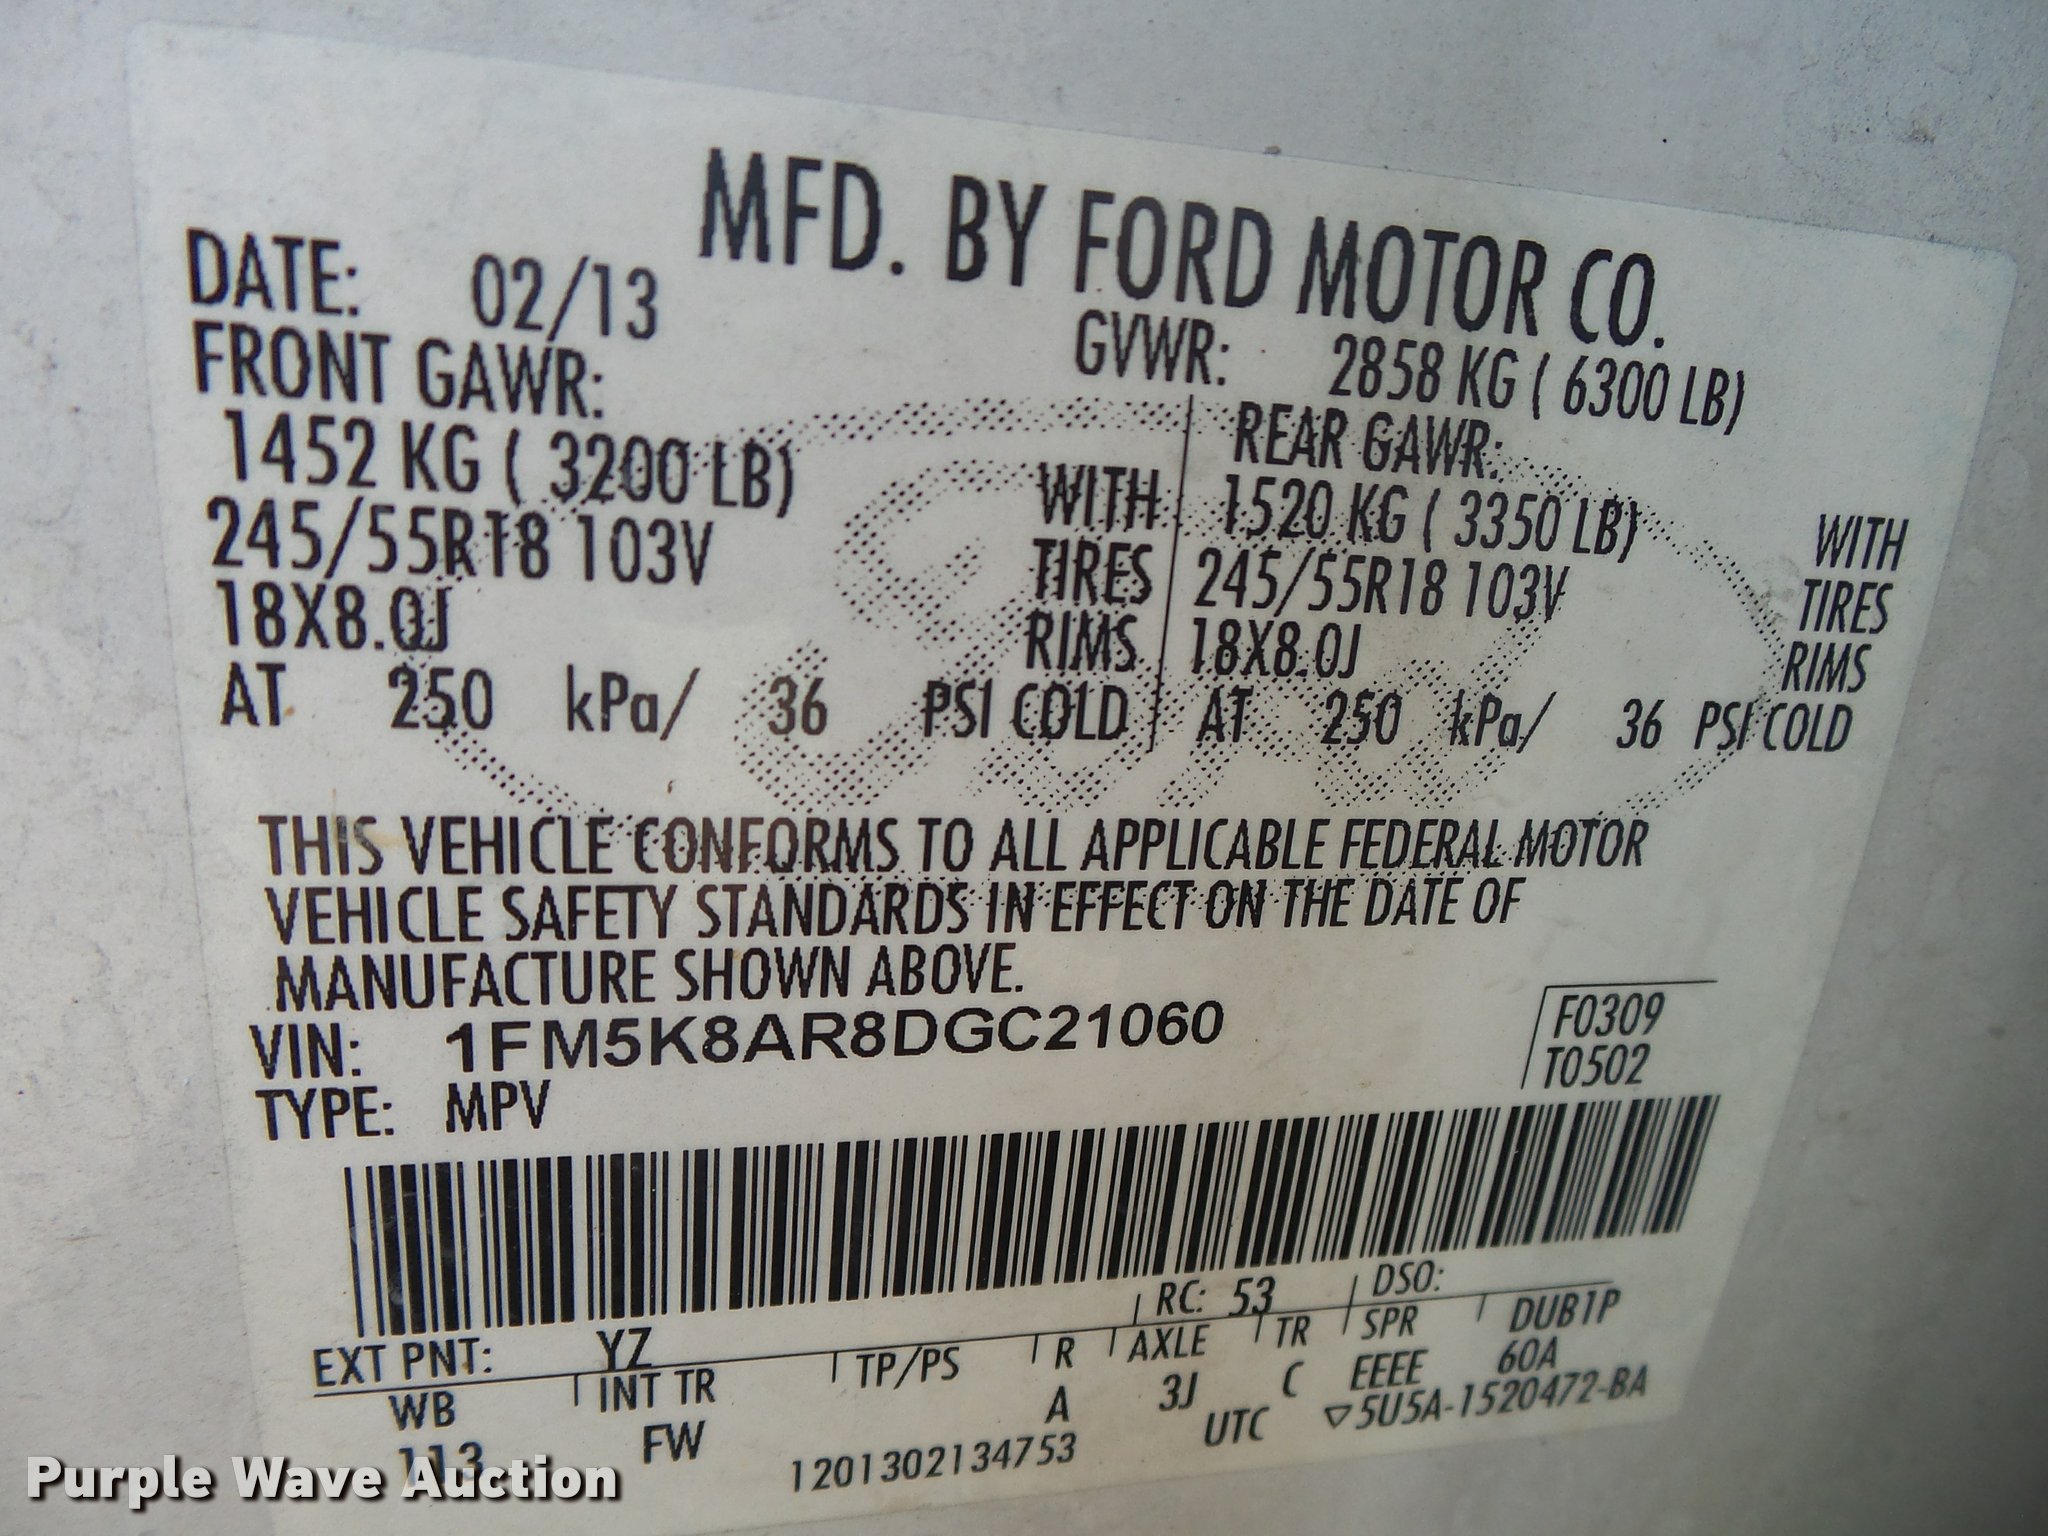 MFD. BY FORD MOTOR CO.
DATE: 02/13 GVWR: 2858 KG ( 6300 LB)
FRONT GAWR: REAR GAWR:
1452 KG ( 3200 LB) WITH 1520 KG ( 3350 LB) WITH
245/55R18 103V TIRES 245/55R18 103V TIRES
18X8.0J RIMS 18X8.0J RIMS
AT 250 kPa/ 36 PSI COLD AT 250 kPa/ 36 PSI COLD
THIS VEHICLE CONFORMS TO ALL APPLICABLE FEDERAL MOTOR
VEHICLE SAFETY STANDARDS IN EFFECT ON THE DATE OF
MANUFACTURE SHOWN ABOVE.
VIN: 1FM5K8AR8DGC21060 F0309
TYPE: MPV T0502
RC: 53 DSO:
EXT PNT: YZ
WB INT TR TP/PS R AXLE TR SPR DUB1P
113 FW A 3J C EEEE 60A
1201302134753 UTC ▽5U5A-1520472-BA
Purple Wave Auction